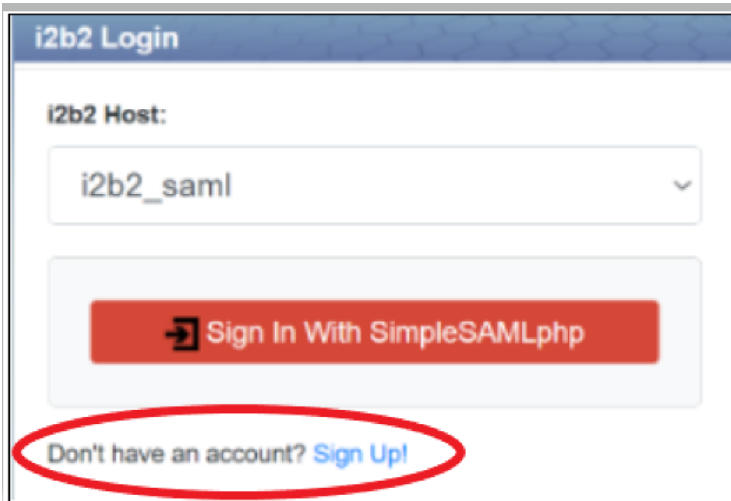 i2b2 Login
i2b2 Host:
i2b2_saml
Sign In With SimpleSAMLphp
Don't have an account? Sign Up!